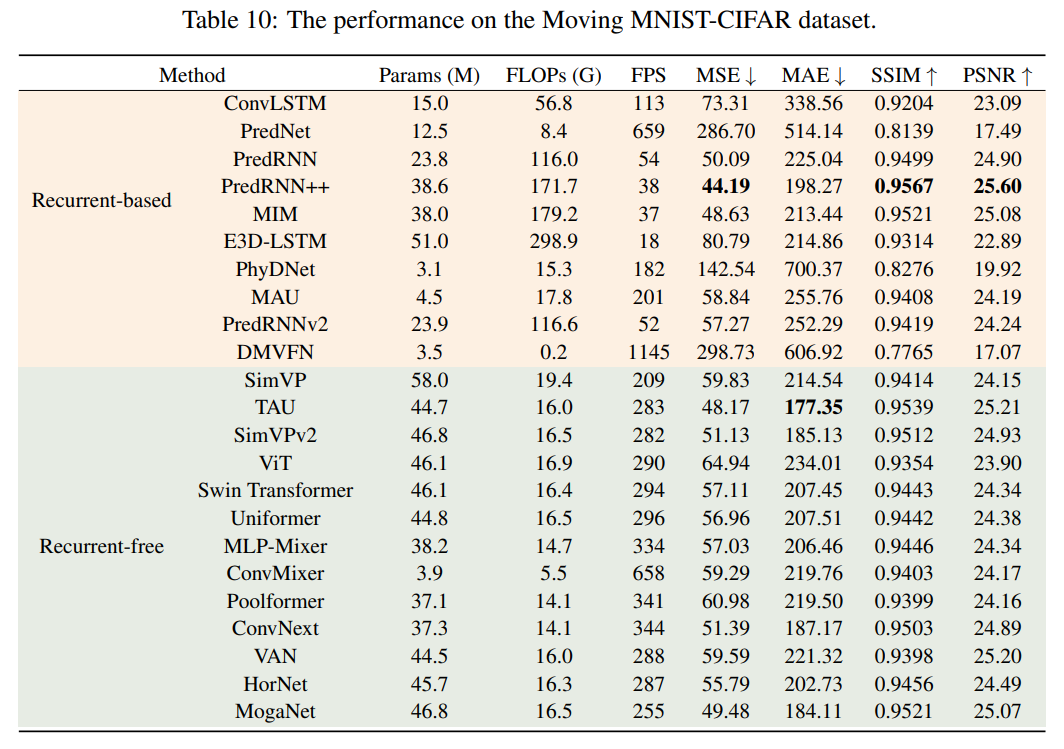 Table 10: The performance on the Moving MNIST-CIFAR dataset.
Method Params (M) FLOPs (G) FPS MSE ↓ MAE ↓ SSIM ↑ PSNR ↑
ConvLSTM 15.0 56.8 113 73.31 338.56 0.9204 23.09
PredNet 12.5 8.4 659 286.70 514.14 0.8139 17.49
PredRNN 23.8 116.0 54 50.09 225.04 0.9499 24.90
Recurrent-based PredRNN++ 38.6 171.7 38 44.19 198.27 0.9567 25.60
MIM 38.0 179.2 37 48.63 213.44 0.9521 25.08
E3D-LSTM 51.0 298.9 18 80.79 214.86 0.9314 22.89
PhyDNet 3.1 15.3 182 142.54 700.37 0.8276 19.92
MAU 4.5 17.8 201 58.84 255.76 0.9408 24.19
PredRNNv2 23.9 116.6 52 57.27 252.29 0.9419 24.24
DMVFN 3.5 0.2 1145 298.73 606.92 0.7765 17.07
SimVP 58.0 19.4 209 59.83 214.54 0.9414 24.15
TAU 44.7 16.0 283 48.17 177.35 0.9539 25.21
SimVPv2 46.8 16.5 282 51.13 185.13 0.9512 24.93
ViT 46.1 16.9 290 64.94 234.01 0.9354 23.90
Swin Transformer 46.1 16.4 294 57.11 207.45 0.9443 24.34
Uniformer 44.8 16.5 296 56.96 207.51 0.9442 24.38
Recurrent-free MLP-Mixer 38.2 14.7 334 57.03 206.46 0.9446 24.34
ConvMixer 3.9 5.5 658 59.29 219.76 0.9403 24.17
Poolformer 37.1 14.1 341 60.98 219.50 0.9399 24.16
ConvNext 37.3 14.1 344 51.39 187.17 0.9503 24.89
VAN 44.5 16.0 288 59.59 221.32 0.9398 25.20
HorNet 45.7 16.3 287 55.79 202.73 0.9456 24.49
MogaNet 46.8 16.5 255 49.48 184.11 0.9521 25.07